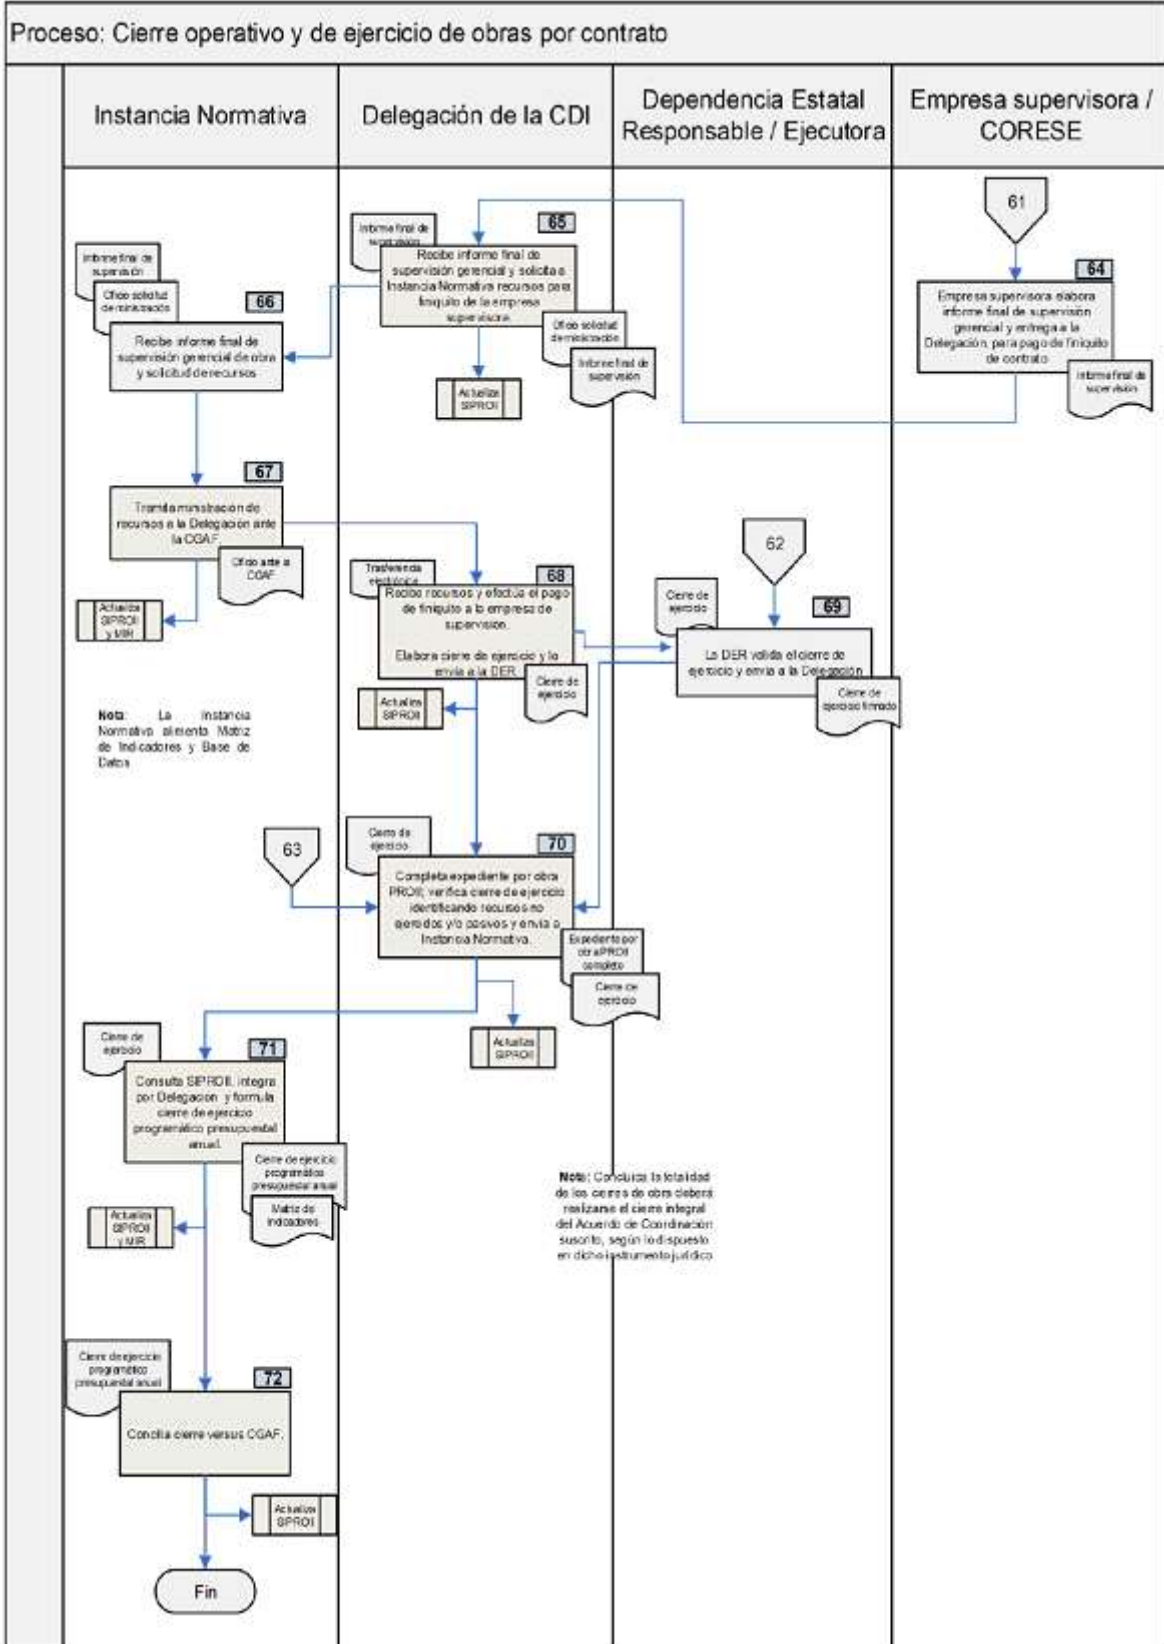 Proceso: Cierre operativo y de ejercicio de obras por contrato
Instancia Normativa
Delegación de la CDI
Dependencia Estatal
Responsable / Ejecutora
Empresa supervisora /
CORESE
61
64
Empresa supervisora elabora
informe final de supervisión
gerencial y entrega a la
Delegación, para pago de finiquito
de contrato
Informe final de
supervisión
65
Informe final de
supervisión
Recibe informe final de
supervisión gerencial y solicita a
Instancia Normativa recursos para
finiquito de la empresa
supervisora.
Oficio solicitud
de ministración
Informe final de
supervisión
Actualiza
SIPROII
66
Informe final de
supervisión
Oficio solicitud
de ministración
Recibe informe final de
supervisión gerencial de obra
y solicitud de recursos
67
Tramita ministración de
recursos a la Delegación ante
la CGAF.
Oficio ante la
CGAF
Actualiza
SIPROII
y MIR
68
Trasferencia
electrónica
Recibe recursos y efectúa el pago
de finiquito a la empresa de
supervisión.
Elabora cierre de ejercicio y lo
envía a la DER.
Cierre de
ejercicio
Actualiza
SIPROII
62
69
Cierre de
ejercicio
La DER valida el cierre de
ejercicio y envía a la Delegación
Cierre de
ejercicio firmado
Nota: La Instancia
Normativa alimenta Matriz
de Indicadores y Base de
Datos
63
70
Cierre de
ejercicio
Completa expediente por obra
PROII; verifica cierre de ejercicio
identificando recursos no
ejercidos y/o pasivos y envía a
Instancia Normativa.
Expediente por
obra PROII
completo
Cierre de
ejercicio
Actualiza
SIPROII
71
Cierre de
ejercicio
Consulta SIPROII, integra
por Delegación y formula
cierre de ejercicio
programático presupuestal
anual.
Cierre de ejercicio
programático
presupuestal anual
Matriz de
indicadores
Actualiza
SIPROII
y MIR
Nota: Concluida la totalidad
de los cierres de obra deberá
realizarse el cierre integral
del Acuerdo de Coordinación
suscrito, según lo dispuesto
en dicho instrumento jurídico
72
Cierre de ejercicio
programático
presupuestal anual
Concilia cierre versus CGAF.
Actualiza
SIPROII
Fin